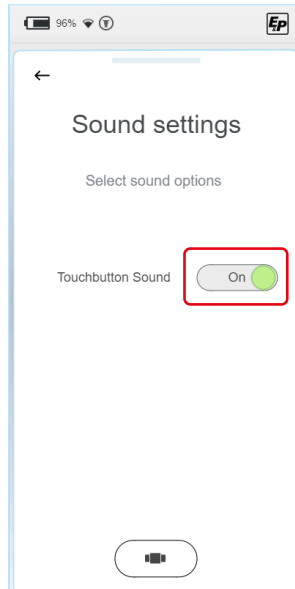 96%
EP
Sound settings
Select sound options
Touchbutton Sound On